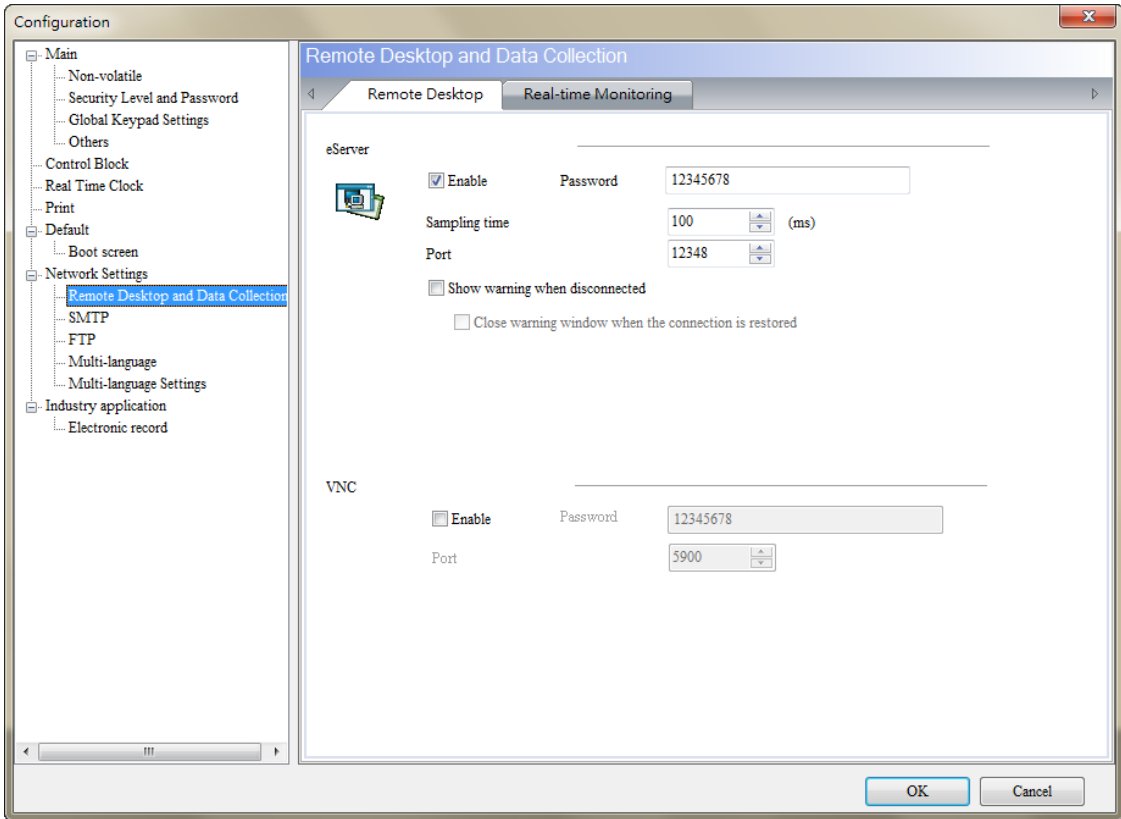 Configuration
Main
Non-volatile
Security Level and Password
Global Keypad Settings
Others
Control Block
Real Time Clock
Print
Default
Boot screen
Network Settings
Remote Desktop and Data Collection
SMTP
FTP
Multi-language
Multi-language Settings
Industry application
Electronic record
Remote Desktop and Data Collection
Remote Desktop Real-time Monitoring
eServer
Enable Password 12345678
Sampling time 100 (ms)
Port 12348
Show warning when disconnected
Close warning window when the connection is restored
VNC
Enable Password 12345678
Port 5900
OK Cancel